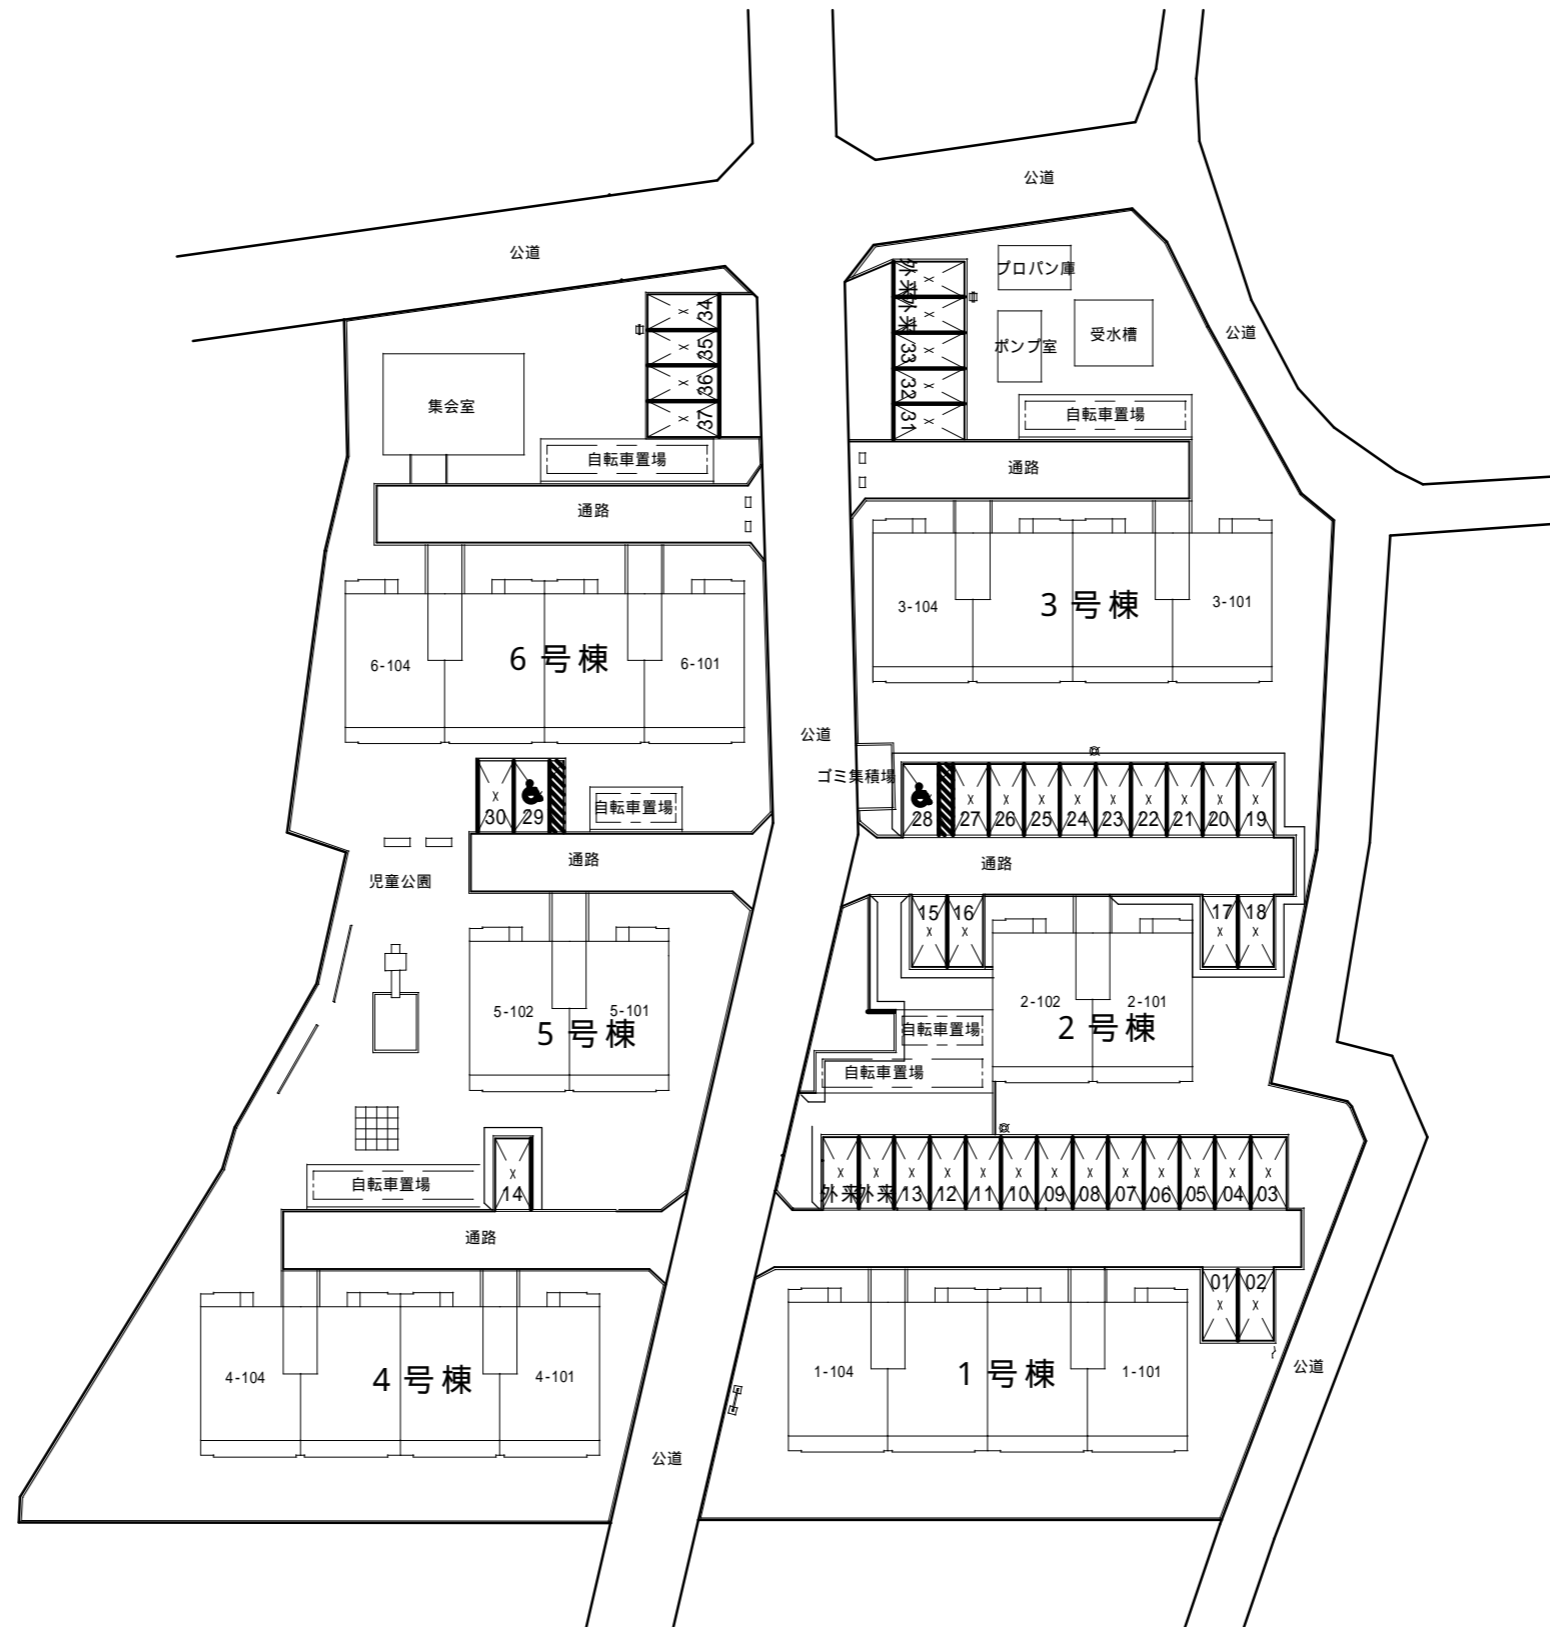 公道
公道
外来
プロパン庫
34
外来
公道
受水槽
35
33
ポンプ室
36
32
集会室
37
31
自転車置場
自転車置場
通路
通路
3-104
3号棟
3-101
6-104
6号棟
6-101
公道
ゴミ集積場
30
29
自転車置場
28
27
26
25
24
23
22
21
20
19
通路
通路
児童公園
15
16
17
18
5-102
5号棟
5-101
2-102
2号棟
2-101
自転車置場
自転車置場
自転車置場
14
外来
外来
13
12
11
10
09
08
07
06
05
04
03
通路
01
02
4-104
4号棟
4-101
1-104
1号棟
1-101
公道
公道